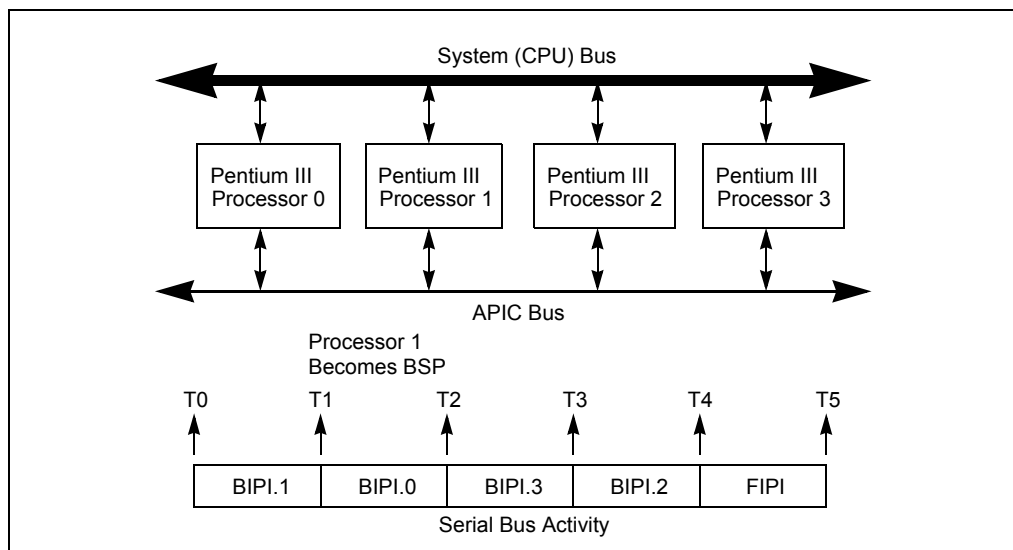 System (CPU) Bus
Pentium III
Processor 0
Pentium III
Processor 1
Pentium III
Processor 2
Pentium III
Processor 3
APIC Bus
Processor 1
Becomes BSP
T0 T1 T2 T3 T4 T5
BIPI.1 BIPI.0 BIPI.3 BIPI.2 FIPI
Serial Bus Activity